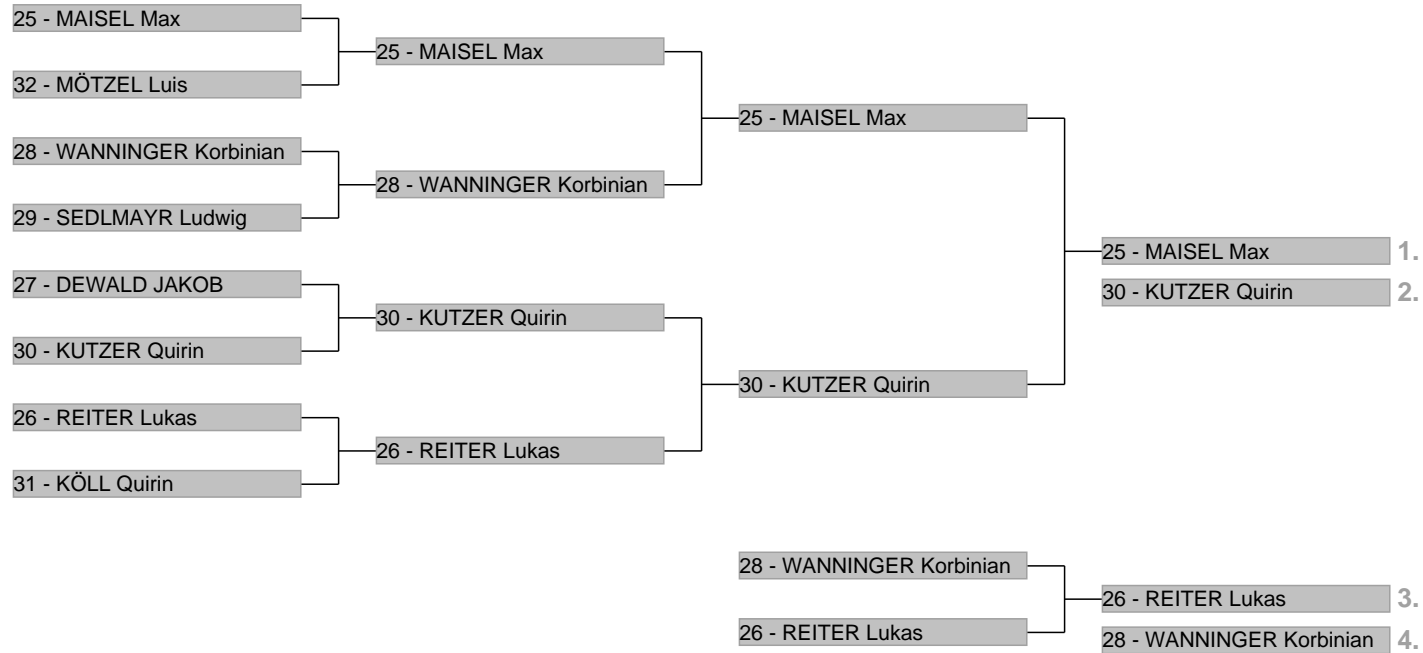 25 - MAISEL Max
32 - MÖTZEL Luis
28 - WANNINGER Korbinian
29 - SEDLMAYR Ludwig
27 - DEWALD JAKOB
30 - KUTZER Quirin
26 - REITER Lukas
31 - KÖLL Quirin
25 - MAISEL Max
28 - WANNINGER Korbinian
30 - KUTZER Quirin
26 - REITER Lukas
25 - MAISEL Max
30 - KUTZER Quirin
25 - MAISEL Max 1.
30 - KUTZER Quirin 2.
28 - WANNINGER Korbinian
26 - REITER Lukas
26 - REITER Lukas 3.
28 - WANNINGER Korbinian 4.